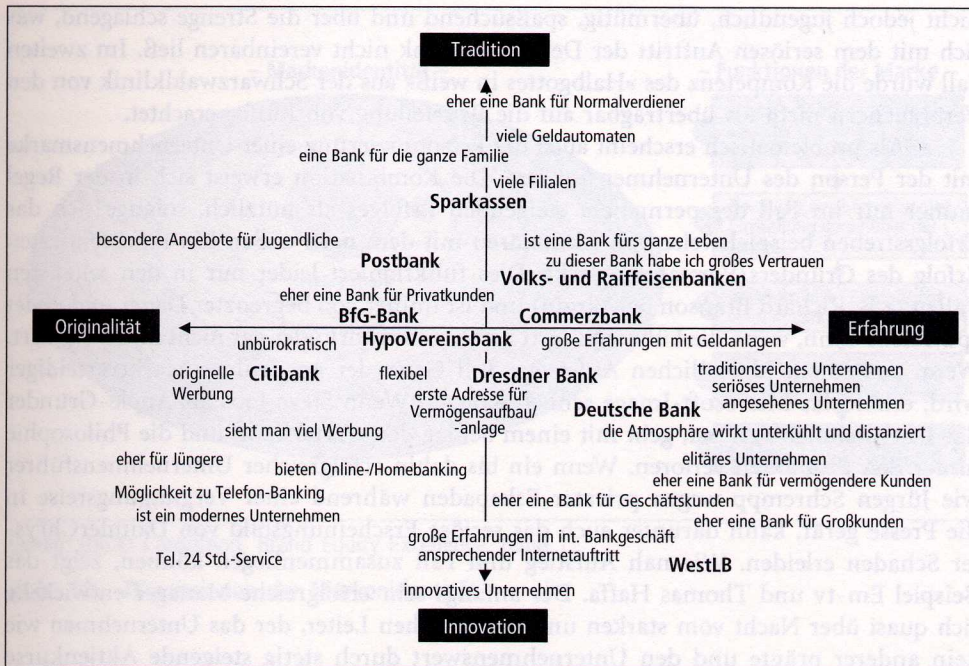 Tradition
eher eine Bank für Normalverdiener
viele Geldautomaten
eine Bank für die ganze Familie
viele Filialen
Sparkassen
besondere Angebote für Jugendliche
ist eine Bank fürs ganze Leben
Postbank
zu dieser Bank habe ich großes Vertrauen
Volks- und Raiffeisenbanken
eher eine Bank für Privatkunden
BfG-Bank
Commerzbank
Originalität
Erfahrung
unbürokratisch
HypoVereinsbank
große Erfahrungen mit Geldanlagen
originelle
Werbung
Citibank
flexibel
Dresdner Bank
traditionsreiches Unternehmen
seriöses Unternehmen
angesehenes Unternehmen
erste Adresse für
Vermögensaufbau/
-anlage
Deutsche Bank
sieht man viel Werbung
die Atmosphäre wirkt unterkühlt und distanziert
eher für Jüngere
bieten Online-/Homebanking
elitäres Unternehmen
eher eine Bank für vermögendere Kunden
Möglichkeit zu Telefon-Banking
eher eine Bank für Geschäftskunden
modernes Unternehmen
eher eine Bank für Großkunden
große Erfahrungen im int. Bankgeschäft
Tel. 24 Std.-Service
ansprechender Internetauftritt
WestLB
innovatives Unternehmen
Innovation